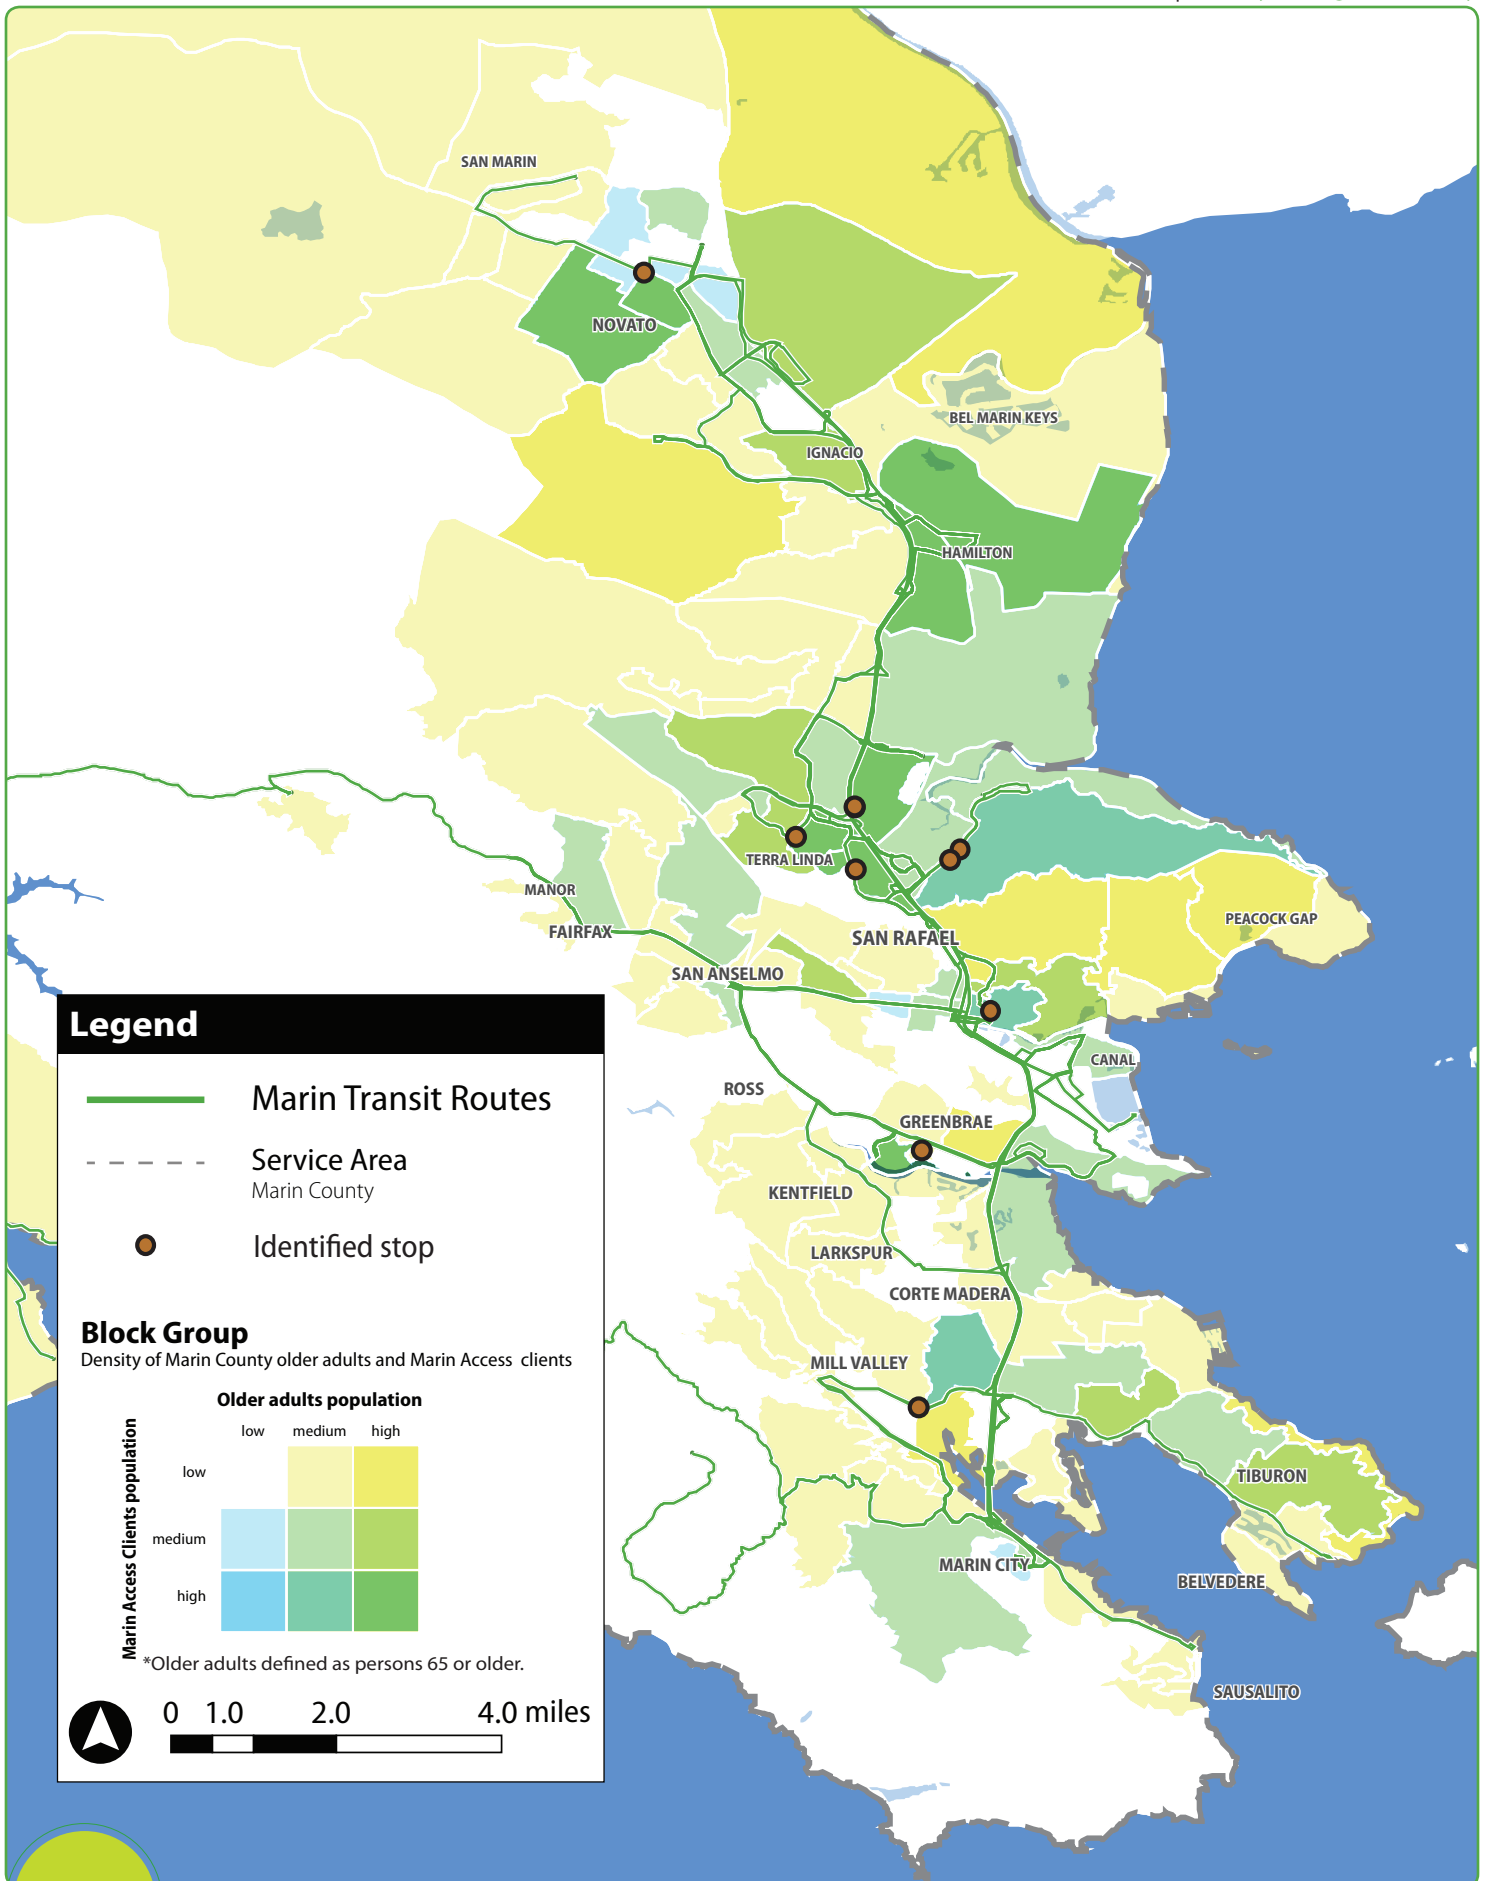 SAN MARIN
NOVATO
BEL MARIN KEYS
IGNACIO
HAMILTON
TERRA LINDA
MANOR
FAIRFAX
PEACOCK GAP
SAN RAFAEL
SAN ANSELMO
CANAL
ROSS
GREENBRAE
KENTFIELD
LARKSPUR
CORTE MADERA
MILL VALLEY
TIBURON
MARIN CITY
BELVEDERE
SAUSALITO
Legend
Marin Transit Routes
Service Area
Marin County
Identified stop
Block Group
Density of Marin County older adults and Marin Access clients
Older adults population
low medium high
Marin Access Clients population
low
medium
high
*Older adults defined as persons 65 or older.
0 1.0 2.0 4.0 miles